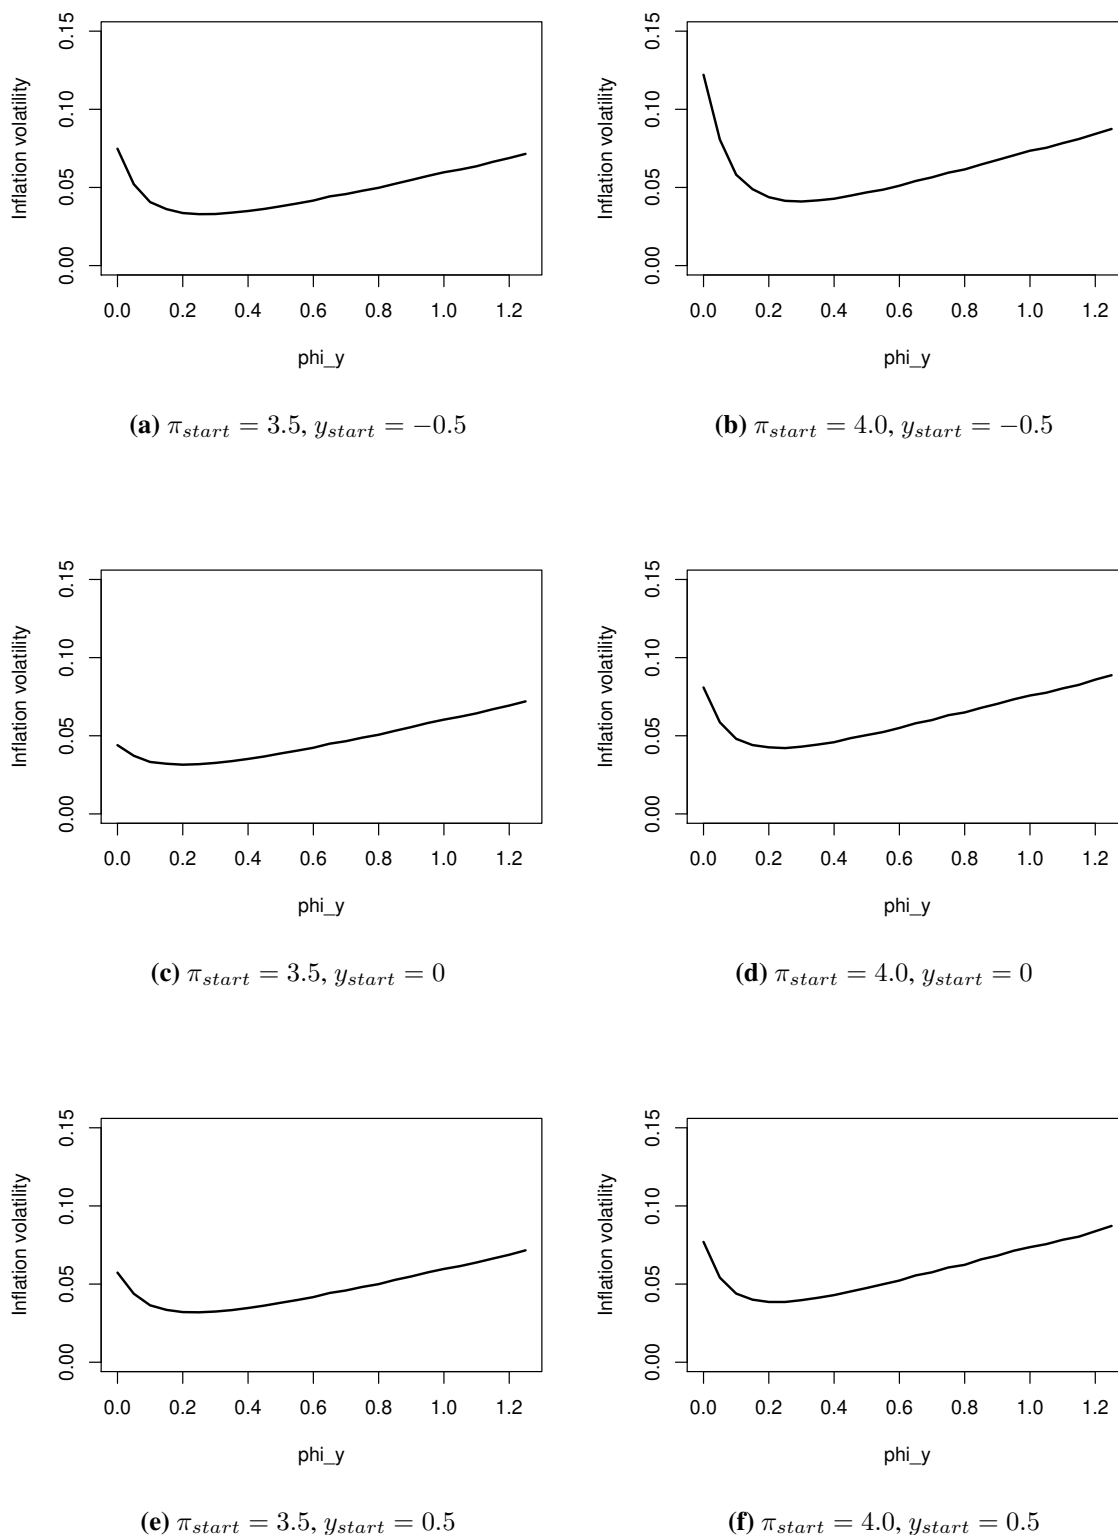 Inflation volatility
0.00 0.05 0.10 0.15
0.0 0.2 0.4 0.6 0.8 1.0 1.2
phi_y
(a) π_start = 3.5, y_start = −0.5
Inflation volatility
0.00 0.05 0.10 0.15
0.0 0.2 0.4 0.6 0.8 1.0 1.2
phi_y
(b) π_start = 4.0, y_start = −0.5
Inflation volatility
0.00 0.05 0.10 0.15
0.0 0.2 0.4 0.6 0.8 1.0 1.2
phi_y
(c) π_start = 3.5, y_start = 0
Inflation volatility
0.00 0.05 0.10 0.15
0.0 0.2 0.4 0.6 0.8 1.0 1.2
phi_y
(d) π_start = 4.0, y_start = 0
Inflation volatility
0.00 0.05 0.10 0.15
0.0 0.2 0.4 0.6 0.8 1.0 1.2
phi_y
(e) π_start = 3.5, y_start = 0.5
Inflation volatility
0.00 0.05 0.10 0.15
0.0 0.2 0.4 0.6 0.8 1.0 1.2
phi_y
(f) π_start = 4.0, y_start = 0.5